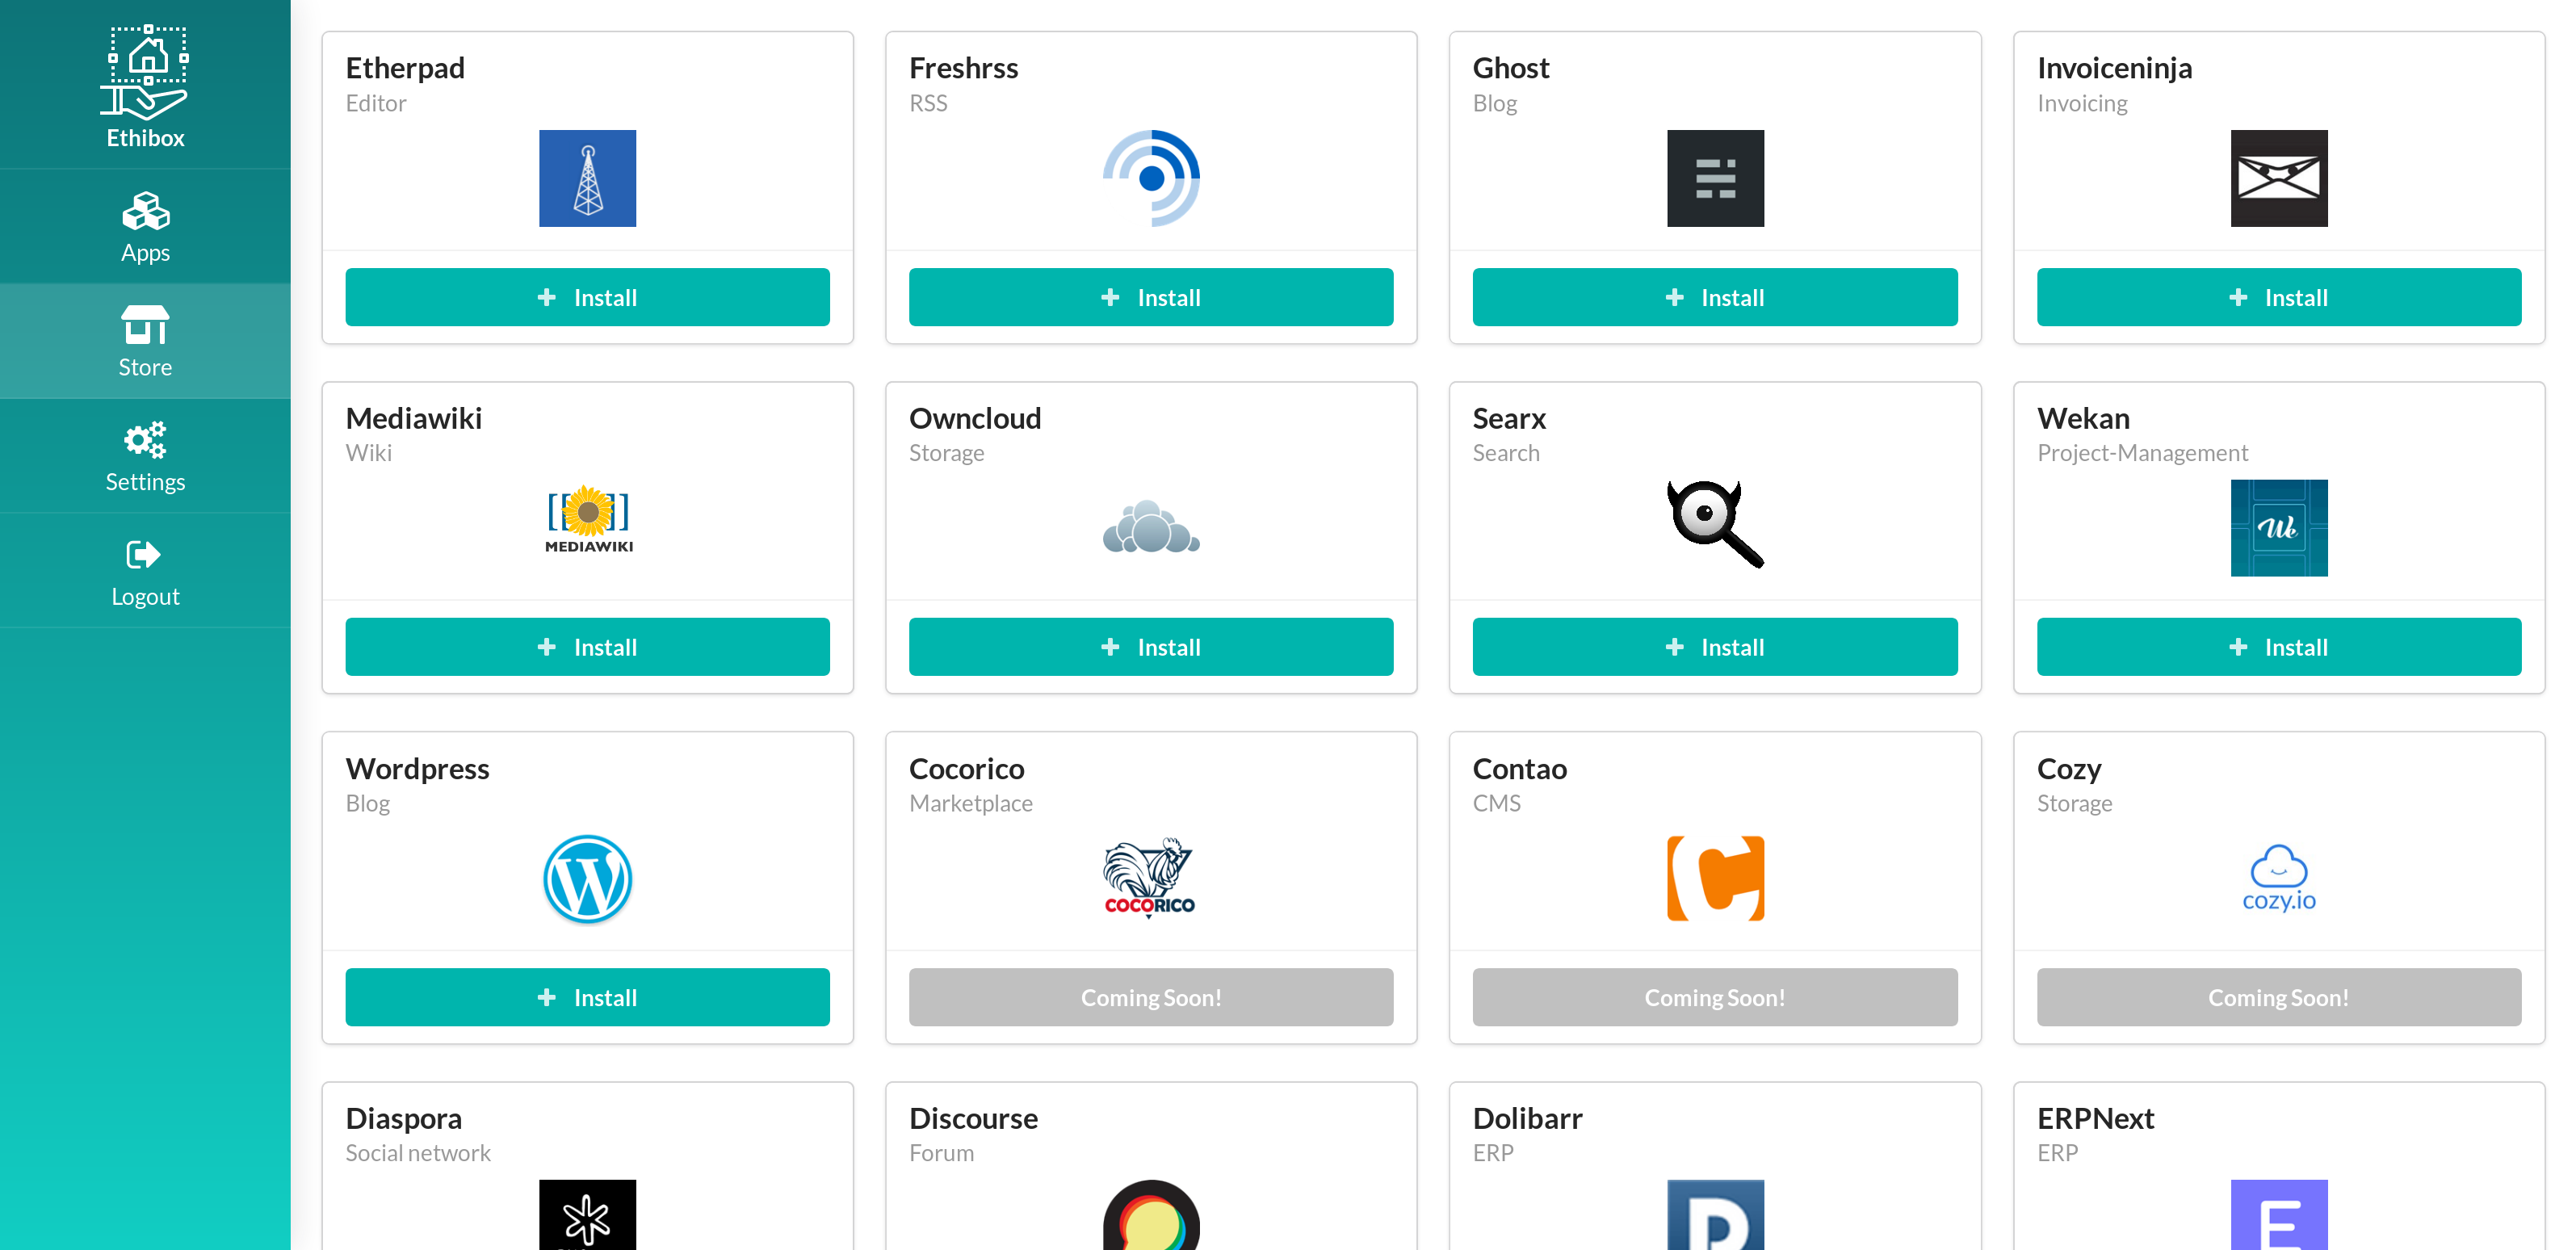 Ethibox
Apps
Store
Settings
Logout
Etherpad
Editor
Install
Freshrss
RSS
Install
Ghost
Blog
Install
Invoiceninja
Invoicing
Install
Mediawiki
Wiki
[[ ]]
MEDIAWIKI
Install
Owncloud
Storage
Install
Searx
Search
Install
Wekan
Project-Management
We
Install
Wordpress
Blog
W
Install
Cocorico
Marketplace
COCORICO
Coming Soon!
Contao
CMS
C
Coming Soon!
Cozy
Storage
cozy.io
Coming Soon!
Diaspora
Social network
Discourse
Forum
Dolibarr
ERP
D
ERPNext
ERP
E